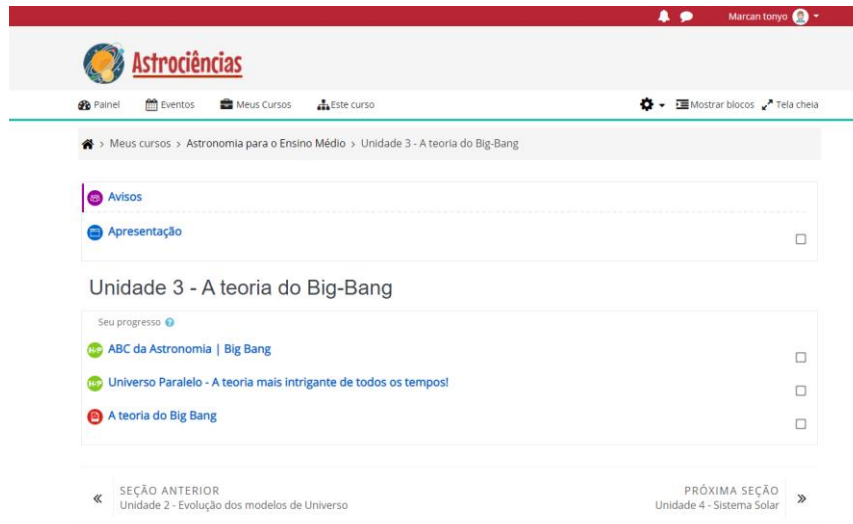 Marcan tonyo
Astrociências
Painel Eventos Meus Cursos Este curso Mostrar blocos Tela cheia
> Meus cursos > Astronomia para o Ensino Médio > Unidade 3 - A teoria do Big-Bang
Avisos
Apresentação
Unidade 3 - A teoria do Big-Bang
Seu progresso ?
H-P ABC da Astronomia | Big Bang
H-P Universo Paralelo - A teoria mais intrigante de todos os tempos!
A teoria do Big Bang
SEÇÃO ANTERIOR PRÓXIMA SEÇÃO
« Unidade 2 - Evolução dos modelos de Universo Unidade 4 - Sistema Solar »